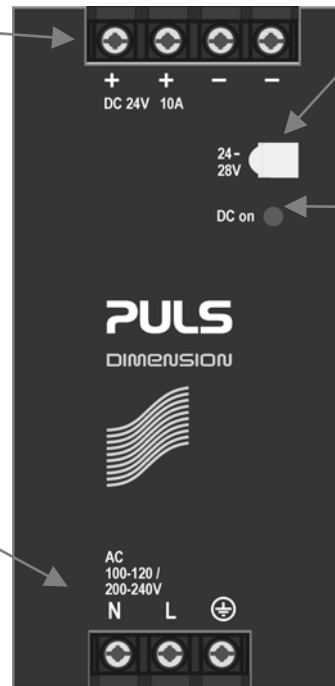 + + − −
DC 24V 10A
24-
28V
DC on
PULS
DIMENSION
AC
100-120 /
200-240V
N L